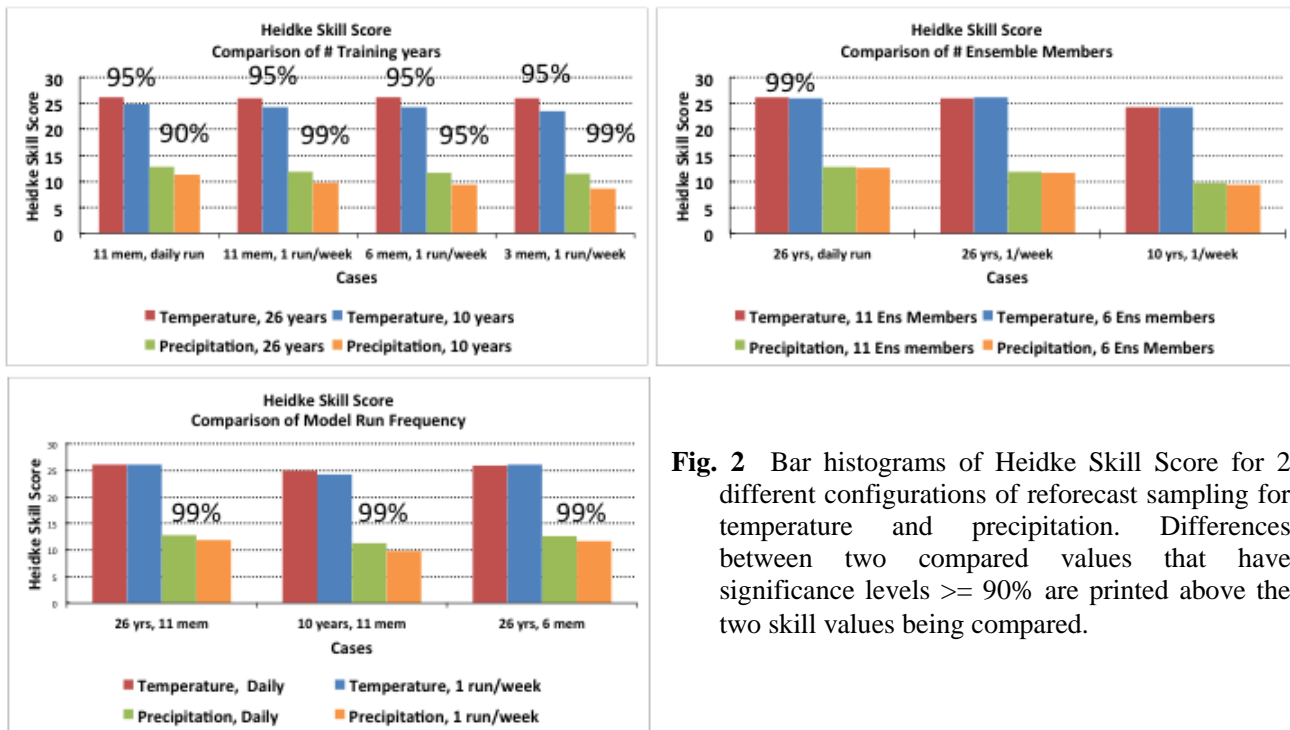 Heidke Skill Score
Comparison of # Training years
Heidke Skill Score
30
25
20
15
10
5
0
95%
90%
95%
99%
95%
95%
95%
99%
11 mem, daily run
11 mem, 1 run/week
6 mem, 1 run/week
3 mem, 1 run/week
Cases
Temperature, 26 years
Temperature, 10 years
Precipitation, 26 years
Precipitation, 10 years
Heidke Skill Score
Comparison of # Ensemble Members
Heidke Skill Score
30
25
20
15
10
5
0
99%
26 yrs, daily run
26 yrs, 1/week
10 yrs, 1/week
Cases
Temperature, 11 Ens Members
Temperature, 6 Ens members
Precipitation, 11 Ens members
Precipitation, 6 Ens Members
Heidke Skill Score
Comparison of Model Run Frequency
Heidke Skill Score
30
25
20
15
10
5
0
99%
99%
99%
26 yrs, 11 mem
10 years, 11 mem
26 yrs, 6 mem
Cases
Temperature, Daily
Temperature, 1 run/week
Precipitation, Daily
Precipitation, 1 run/week
Fig. 2 Bar histograms of Heidke Skill Score for 2
different configurations of reforecast sampling for
temperature and precipitation. Differences
between two compared values that have
significance levels >= 90% are printed above the
two skill values being compared.